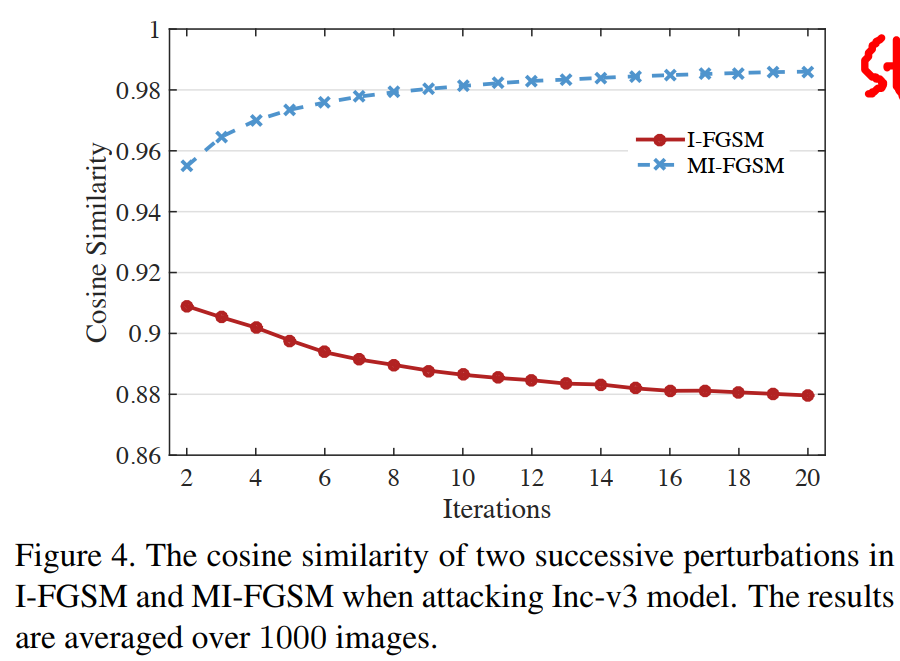 1
0.98
0.96
0.94
0.92
0.9
0.88
0.86
Cosine Similarity
I-FGSM
MI-FGSM
2 4 6 8 10 12 14 16 18 20
Iterations
Figure 4. The cosine similarity of two successive perturbations in
I-FGSM and MI-FGSM when attacking Inc-v3 model. The results
are averaged over 1000 images.